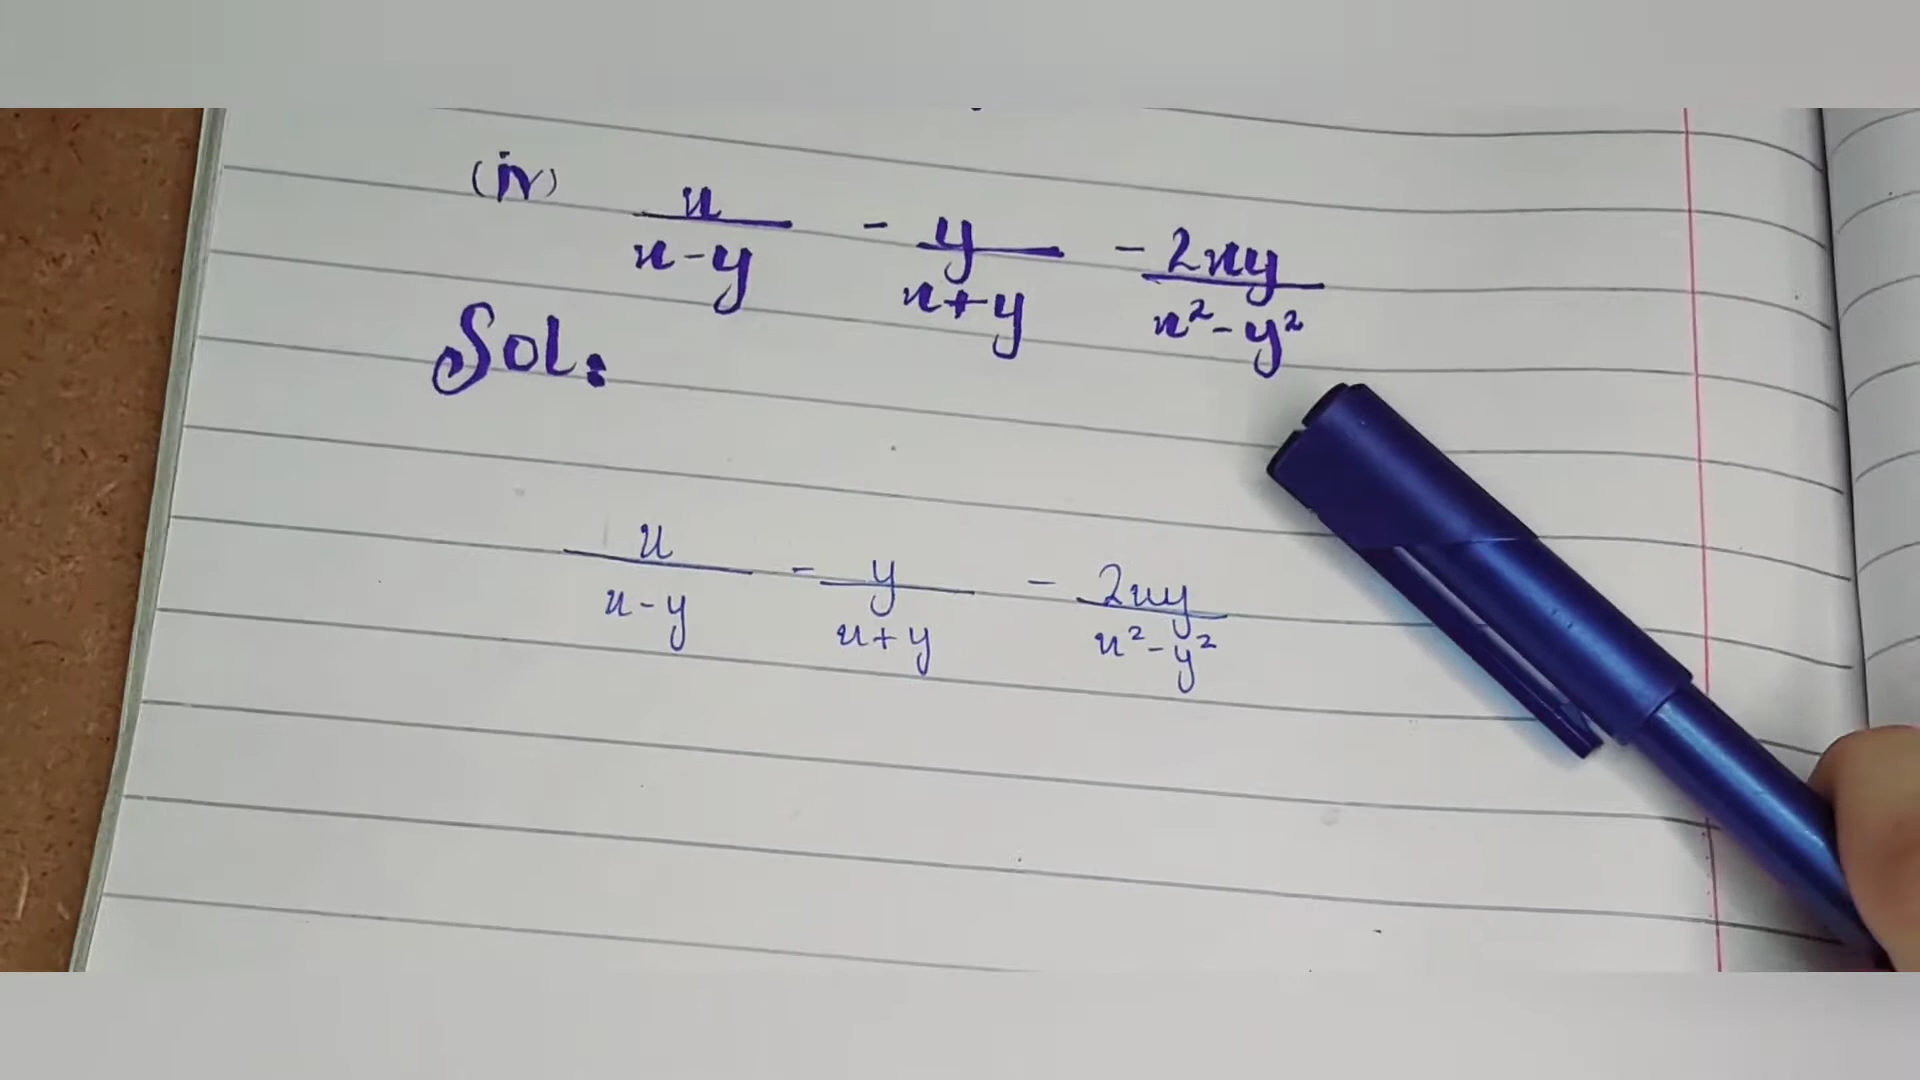 (iv) x/(x-y) - y/(x+y) - 2xy/(x²-y²)
Sol:
x/(x-y) - y/(x+y) - 2xy/(x²-y²)